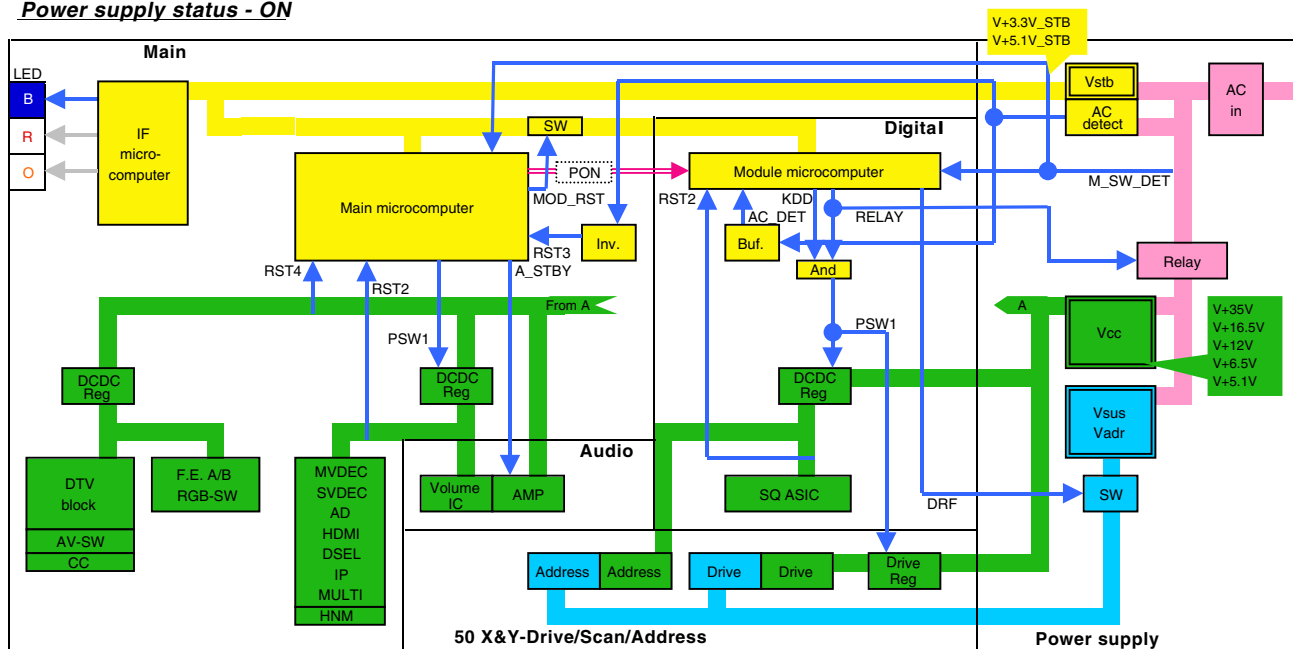 Power supply status - ON
V+3.3V_STB
V+5.1V_STB
Main
LED
B
R
O
IF
micro-
computer
SW
Digital
Vstb
AC
detect
AC
in
Main microcomputer
PON
MOD_RST
Module microcomputer
M_SW_DET
RST2
KDD
AC_DET
RELAY
RST3
Inv.
Buf.
A_STBY
And
Relay
RST4
RST2
From A
A
PSW1
PSW1
Vcc
V+35V
V+16.5V
V+12V
V+6.5V
V+5.1V
DCDC
Reg
DCDC
Reg
DCDC
Reg
Vsus
Vadr
Audio
DTV
block
AV-SW
CC
F.E. A/B
RGB-SW
MVDEC
SVDEC
AD
HDMI
DSEL
IP
MULTI
HNM
Volume
IC
AMP
SQ ASIC
DRF
SW
Address
Address
Drive
Drive
Drive
Reg
50 X&Y-Drive/Scan/Address
Power supply